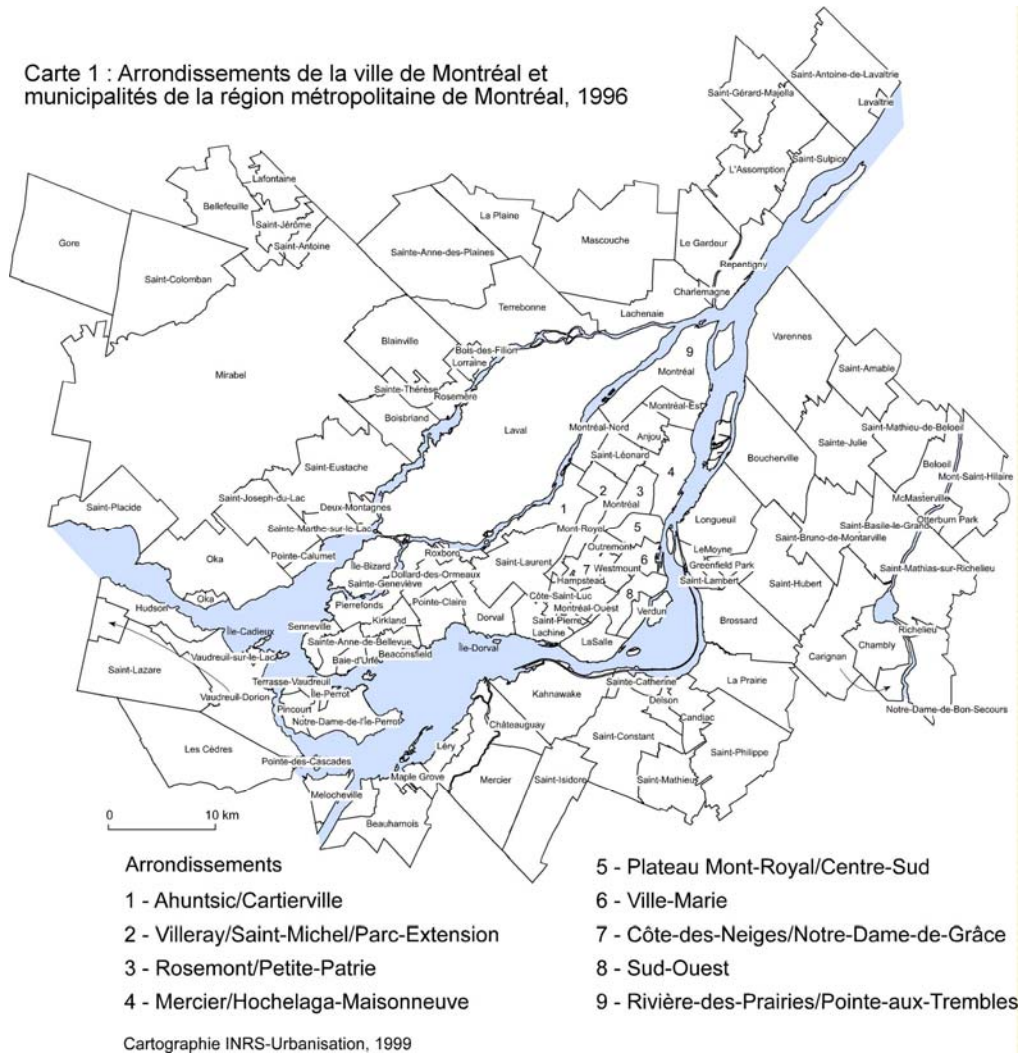 Carte 1 : Arrondissements de la ville de Montréal et
municipalités de la région métropolitaine de Montréal, 1996
Saint-Antoine-de-Lavaltrie
Saint-Gérard-Majella
Lavaltrie
Saint-Sulpice
L'Assomption
Lafontaine
Bellefeuille
Saint-Jérôme
Saint-Antoine
Gore
Saint-Colomban
La Plaine
Sainte-Anne-des-Plaines
Mascouche
Le Gardeur
Repentigny
Charlemagne
Lachenaie
Terrebonne
Mirabel
Blainville
Bois-des-Filion
Lorraine
Sainte-Thérèse
Rosemère
Boisbriand
Varennes
Saint-Amable
9
Montréal
Montréal-Est
Laval
Montréal-Nord
Anjou
Saint-Léonard
Saint-Mathieu-de-Beloeil
Sainte-Julie
Boucherville
Beloeil
Mont-Saint-Hilaire
McMasterville
Saint-Eustache
Saint-Joseph-du-Lac
Deux-Montagnes
Saint-Placide
Sainte-Marthe-sur-le-Lac
Oka
Pointe-Calumet
1
2
3
4
Montréal
Mont-Royal
5
Outremont
Longueuil
LeMoyne
Greenfield Park
Saint-Lambert
Saint-Basile-le-Grand
Otterburn Park
Saint-Bruno-de-Montarville
Saint-Mathias-sur-Richelieu
Saint-Hubert
Île-Bizard
Roxboro
Dollard-des-Ormeaux
Sainte-Geneviève
Saint-Laurent
7
Westmount
6
Hampstead
Côte-Saint-Luc
8
Montréal-Ouest
Verdun
Saint-Pierre
Lachine
LaSalle
Brossard
Oka
Hudson
Pierrefonds
Pointe-Claire
Kirkland
Dorval
Senneville
Île-Cadieux
Sainte-Anne-de-Bellevue
Beaconsfield
Baie-d'Urfé
Île-Dorval
Vaudreuil-sur-le-Lac
Saint-Lazare
Terrasse-Vaudreuil
Vaudreuil-Dorion
Île-Perrot
Pincourt
Notre-Dame-de-l'Île-Perrot
Richelieu
Chambly
Carignan
Notre-Dame-de-Bon-Secours
La Prairie
Sainte-Catherine
Delson
Candiac
Kahnawake
Châteauguay
Saint-Constant
Saint-Philippe
Léry
Les Cèdres
Pointe-des-Cascades
Maple Grove
Mercier
Saint-Isidore
Saint-Mathieu
Melocheville
Beauharnois
0 10 km
Arrondissements
1 - Ahuntsic/Cartierville
2 - Villeray/Saint-Michel/Parc-Extension
3 - Rosemont/Petite-Patrie
4 - Mercier/Hochelaga-Maisonneuve
5 - Plateau Mont-Royal/Centre-Sud
6 - Ville-Marie
7 - Côte-des-Neiges/Notre-Dame-de-Grâce
8 - Sud-Ouest
9 - Rivière-des-Prairies/Pointe-aux-Trembles
Cartographie INRS-Urbanisation, 1999